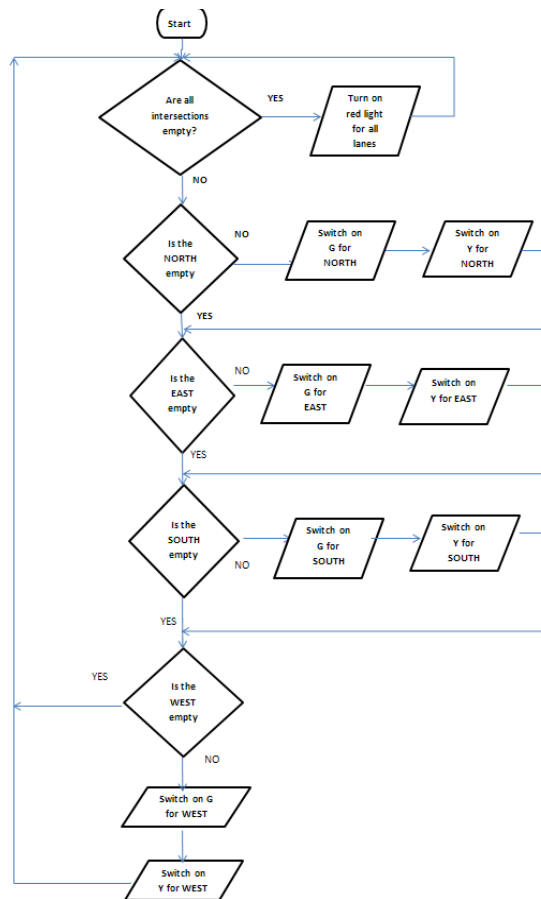 Start
Are all
intersections
empty?
YES
Turn on
red light
for all
lanes
NO
Is the
NORTH
empty
NO
Switch on
G for
NORTH
Switch on
Y for
NORTH
YES
Is the
EAST
empty
NO
Switch on
G for
EAST
Switch on
Y for EAST
YES
Is the
SOUTH
empty
NO
Switch on
G for
SOUTH
Switch on
Y for
SOUTH
YES
YES
Is the
WEST
empty
NO
Switch on G
for WEST
Switch on
Y for WEST